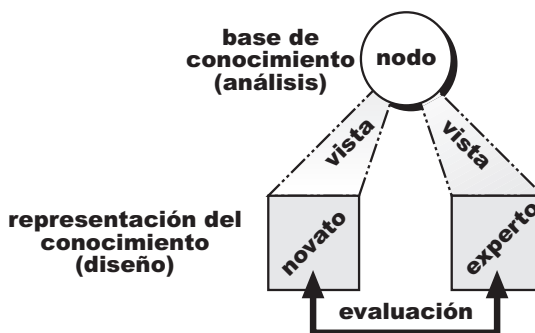 base de
conocimiento
(análisis)
nodo
vista
vista
representación del
conocimiento
(diseño)
novato
experto
evaluación